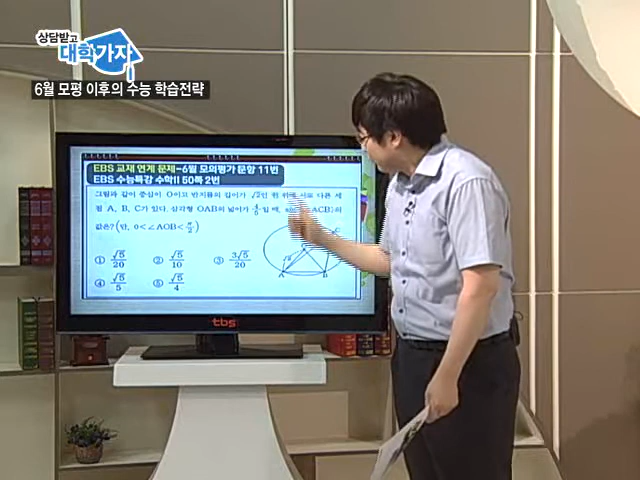 상담받고
대학가자
6월 모평 이후의 수능 학습전략
EBS 교재 연계 문제-6월 모의평가 문항 11번
EBS 수능특강 수학II 50쪽 2번
그림과 같이 중심이 O이고 반지름의 길이가 √2인 원 위에 서로 다른 세
점 A, B, C가 있다. 삼각형 OAB의 넓이가 일 때, ACB)의
값은? (단, 0<∠AOB<π/2)
① √5/20 ② √5/10 ③ 3√5/20
④ √5/5 ⑤ √5/4
C
A B
tbs